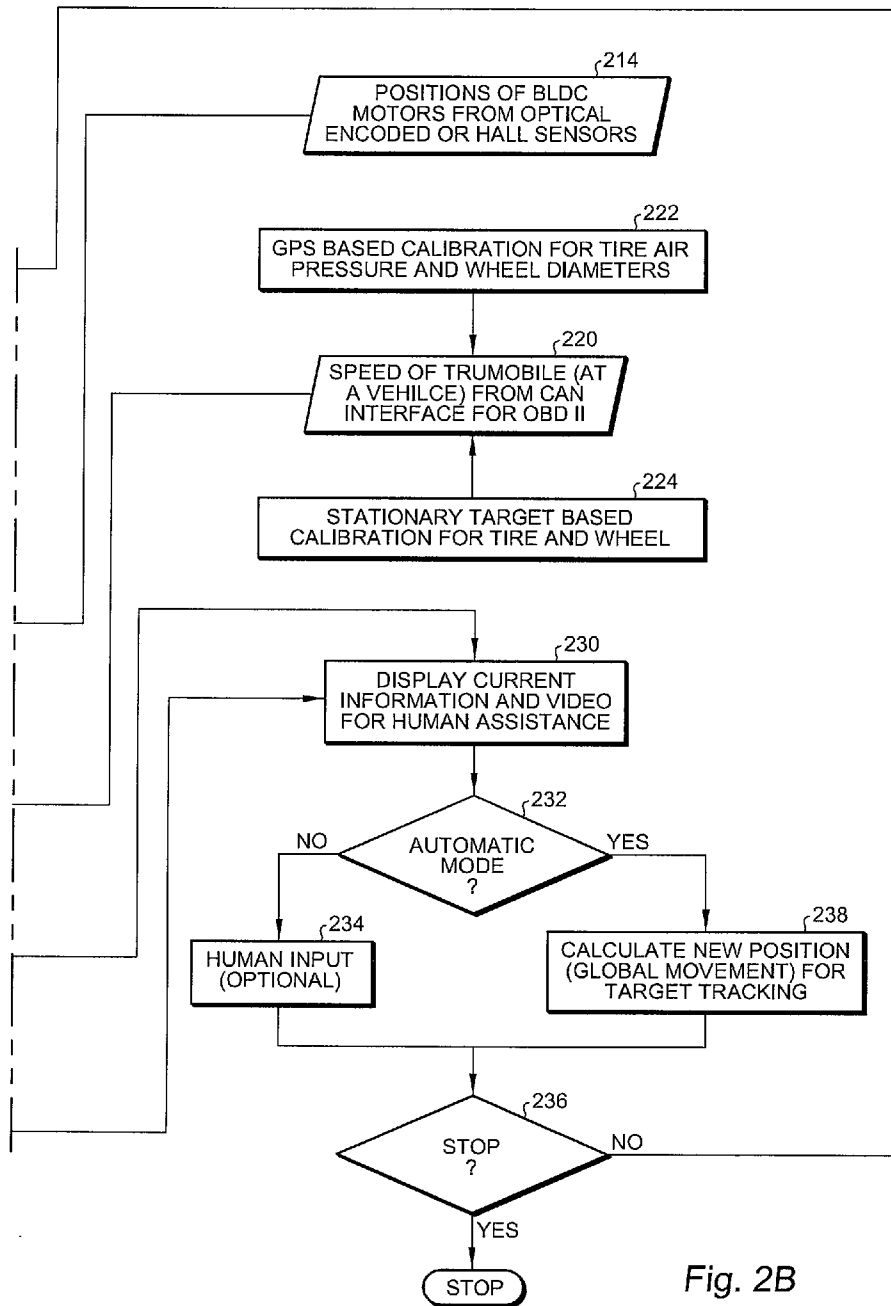 214
POSITIONS OF BLDC
MOTORS FROM OPTICAL
ENCODED OR HALL SENSORS
222
GPS BASED CALIBRATION FOR TIRE AIR
PRESSURE AND WHEEL DIAMETERS
220
SPEED OF TRUMOBILE (AT
A VEHILCE) FROM CAN
INTERFACE FOR OBD II
224
STATIONARY TARGET BASED
CALIBRATION FOR TIRE AND WHEEL
230
DISPLAY CURRENT
INFORMATION AND VIDEO
FOR HUMAN ASSISTANCE
232
NO
AUTOMATIC
MODE
?
YES
234
HUMAN INPUT
(OPTIONAL)
238
CALCULATE NEW POSITION
(GLOBAL MOVEMENT) FOR
TARGET TRACKING
236
STOP
?
NO
YES
STOP
Fig. 2B